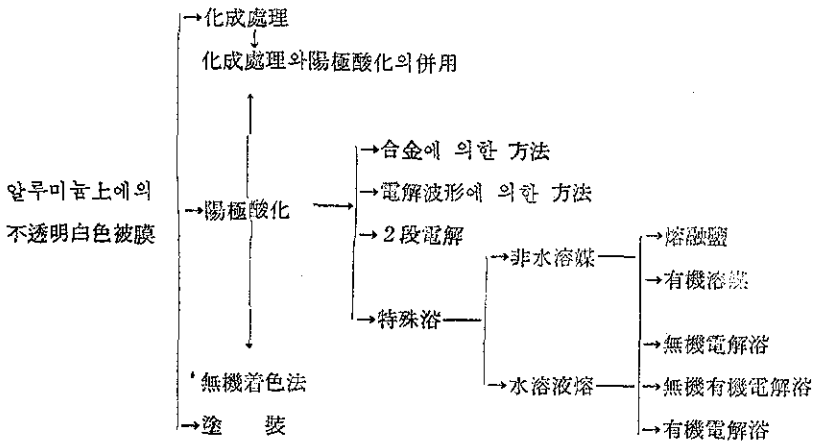 →化成處理
化成處理와陽極酸化의併用
알루미늄上에의
不透明白色被膜
→陽極酸化
→合金에 의한 方法
→電解波形에 의한 方法
→2段電解
→特殊浴
→非水溶媒
→熔融鹽
→有機溶媒
→水溶液熔
→無機電解溶
→無機有機電解溶
→有機電解溶
無機着色法
→塗 裝